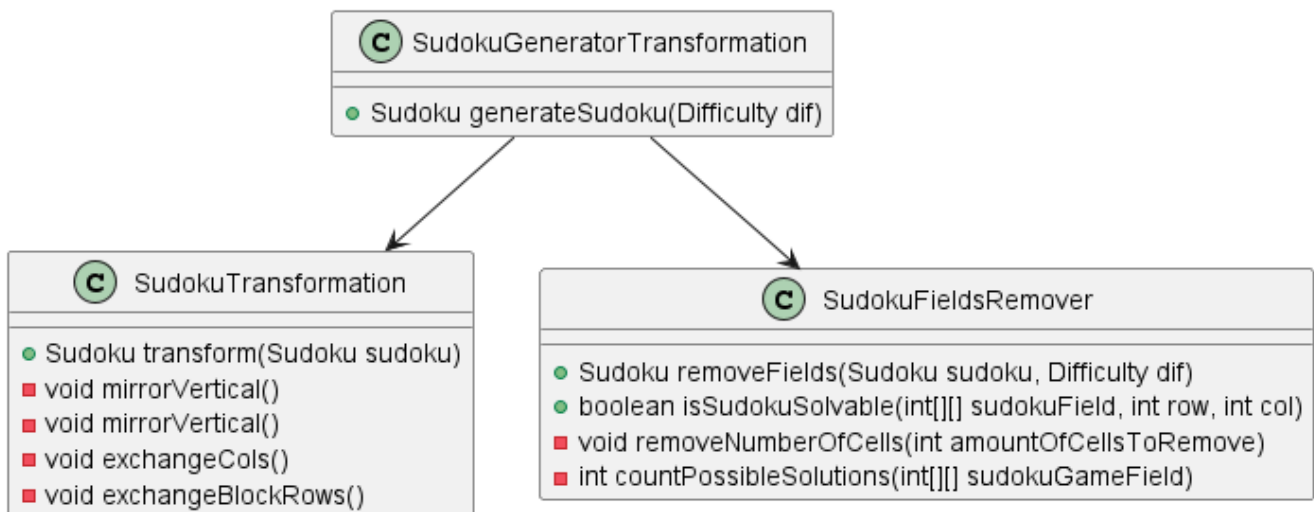 C SudokuGeneratorTransformation
Sudoku generateSudoku(Difficulty dif)
C SudokuTransformation
Sudoku transform(Sudoku sudoku)
void mirrorVertical()
void mirrorVertical()
void exchangeCols()
void exchangeBlockRows()
C SudokuFieldsRemover
Sudoku removeFields(Sudoku sudoku, Difficulty dif)
boolean isSudokuSolvable(int[][] sudokuField, int row, int col)
void removeNumberOfCells(int amountOfCellsToRemove)
int countPossibleSolutions(int[][] sudokuGameField)